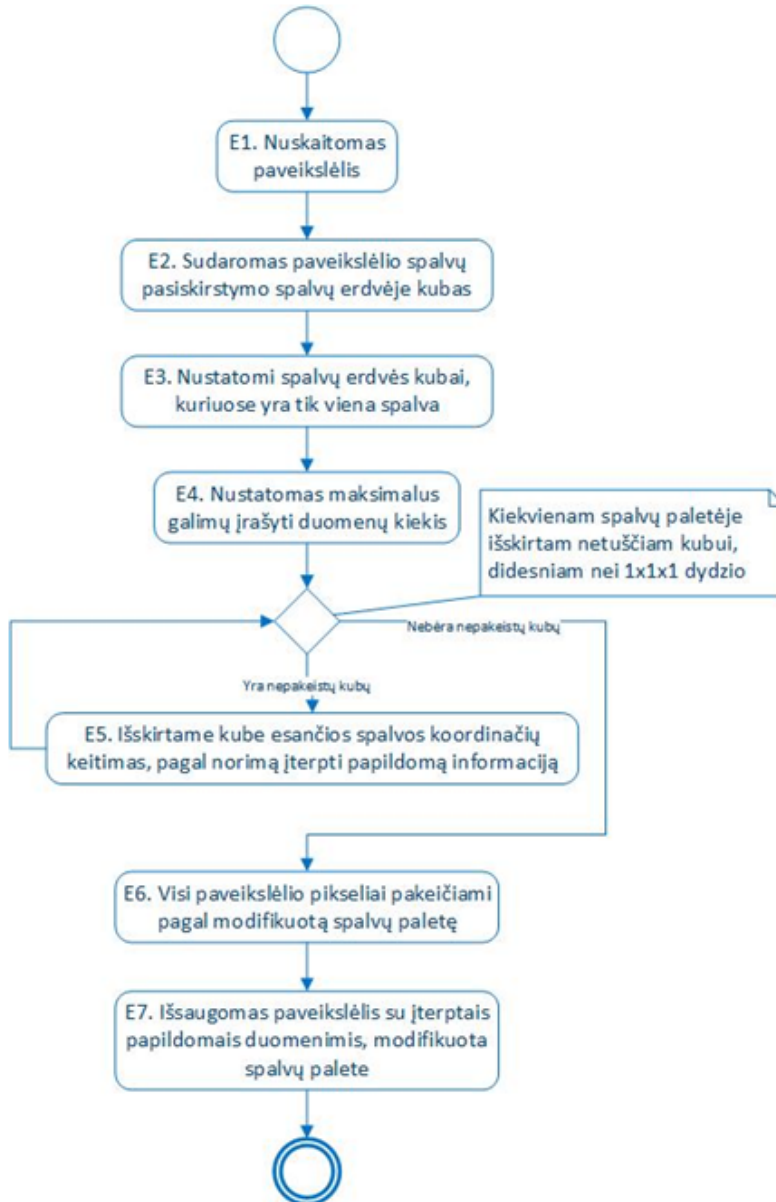 E1. Nuskaitomas
paveikslėlis
E2. Sudaromas paveikslėlio spalvų
pasiskirstymo spalvų erdvėje kubas
E3. Nustatomi spalvų erdvės kubai,
kuriuose yra tik viena spalva
E4. Nustatomas maksimalus
galimų įrašyti duomenų kiekis
Kiekvienam spalvų paletėje
išskirtam netuščiam kubui,
didesniam nei 1x1x1 dydzio
Nebėra nepakeistų kubų
Yra nepakeistų kubų
E5. Išskirtame kube esančios spalvos koordinačių
keitimas, pagal norimą įterpti papildomą informaciją
E6. Visi paveikslėlio pikseliai pakeičiami
pagal modifikuotą spalvų paletę
E7. Išsaugomas paveikslėlis su įterptais
papildomais duomenimis, modifikuota
spalvų palete